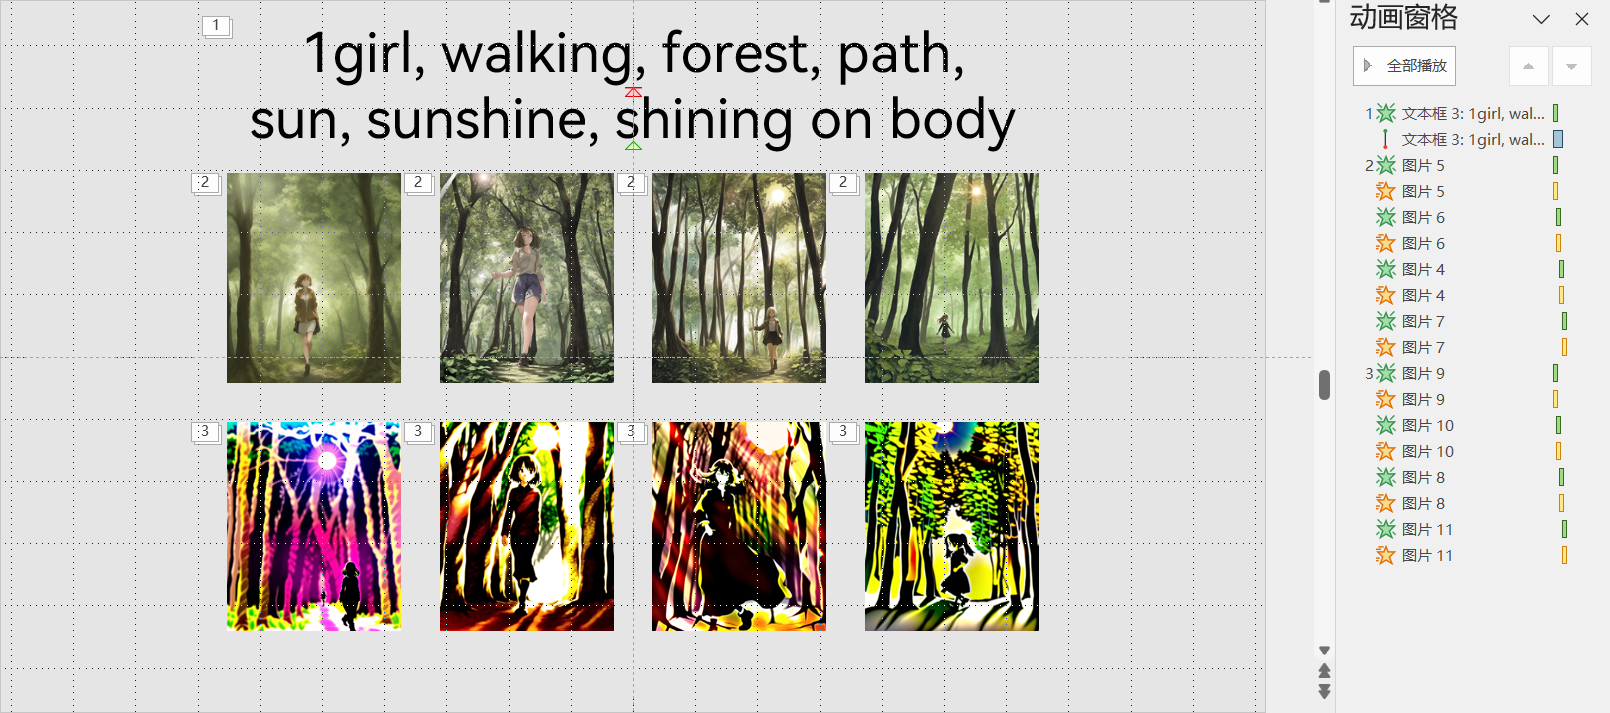 1
1girl, walking, forest, path,
sun, sunshine, shining on body
2
2
2
2
3
3
3
3
动画窗格
全部播放
1 文本框 3: 1girl, wal...
文本框 3: 1girl, wal...
2 图片 5
图片 5
图片 6
图片 6
图片 4
图片 4
图片 7
图片 7
3 图片 9
图片 9
图片 10
图片 10
图片 8
图片 8
图片 11
图片 11